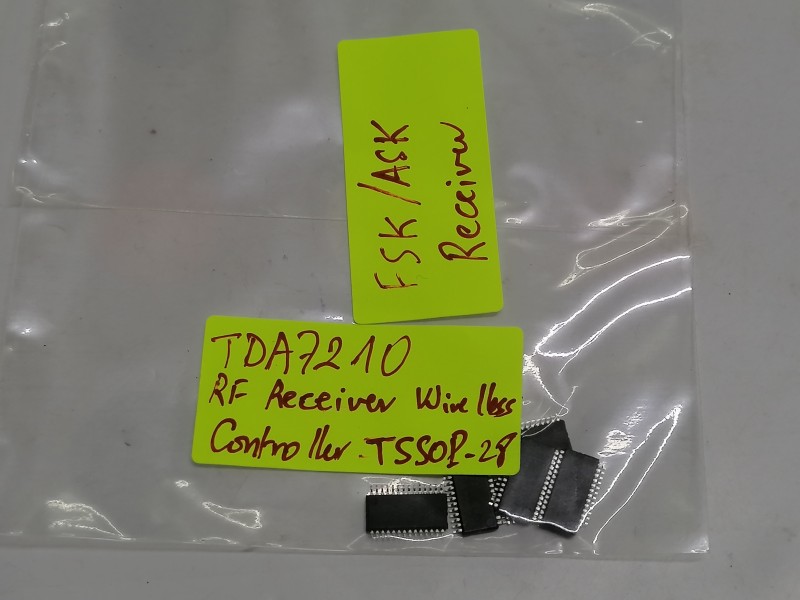 FSK/ASK
Receiver
TDA7210
RF Receiver Wireless
Controller. TSSOP-28